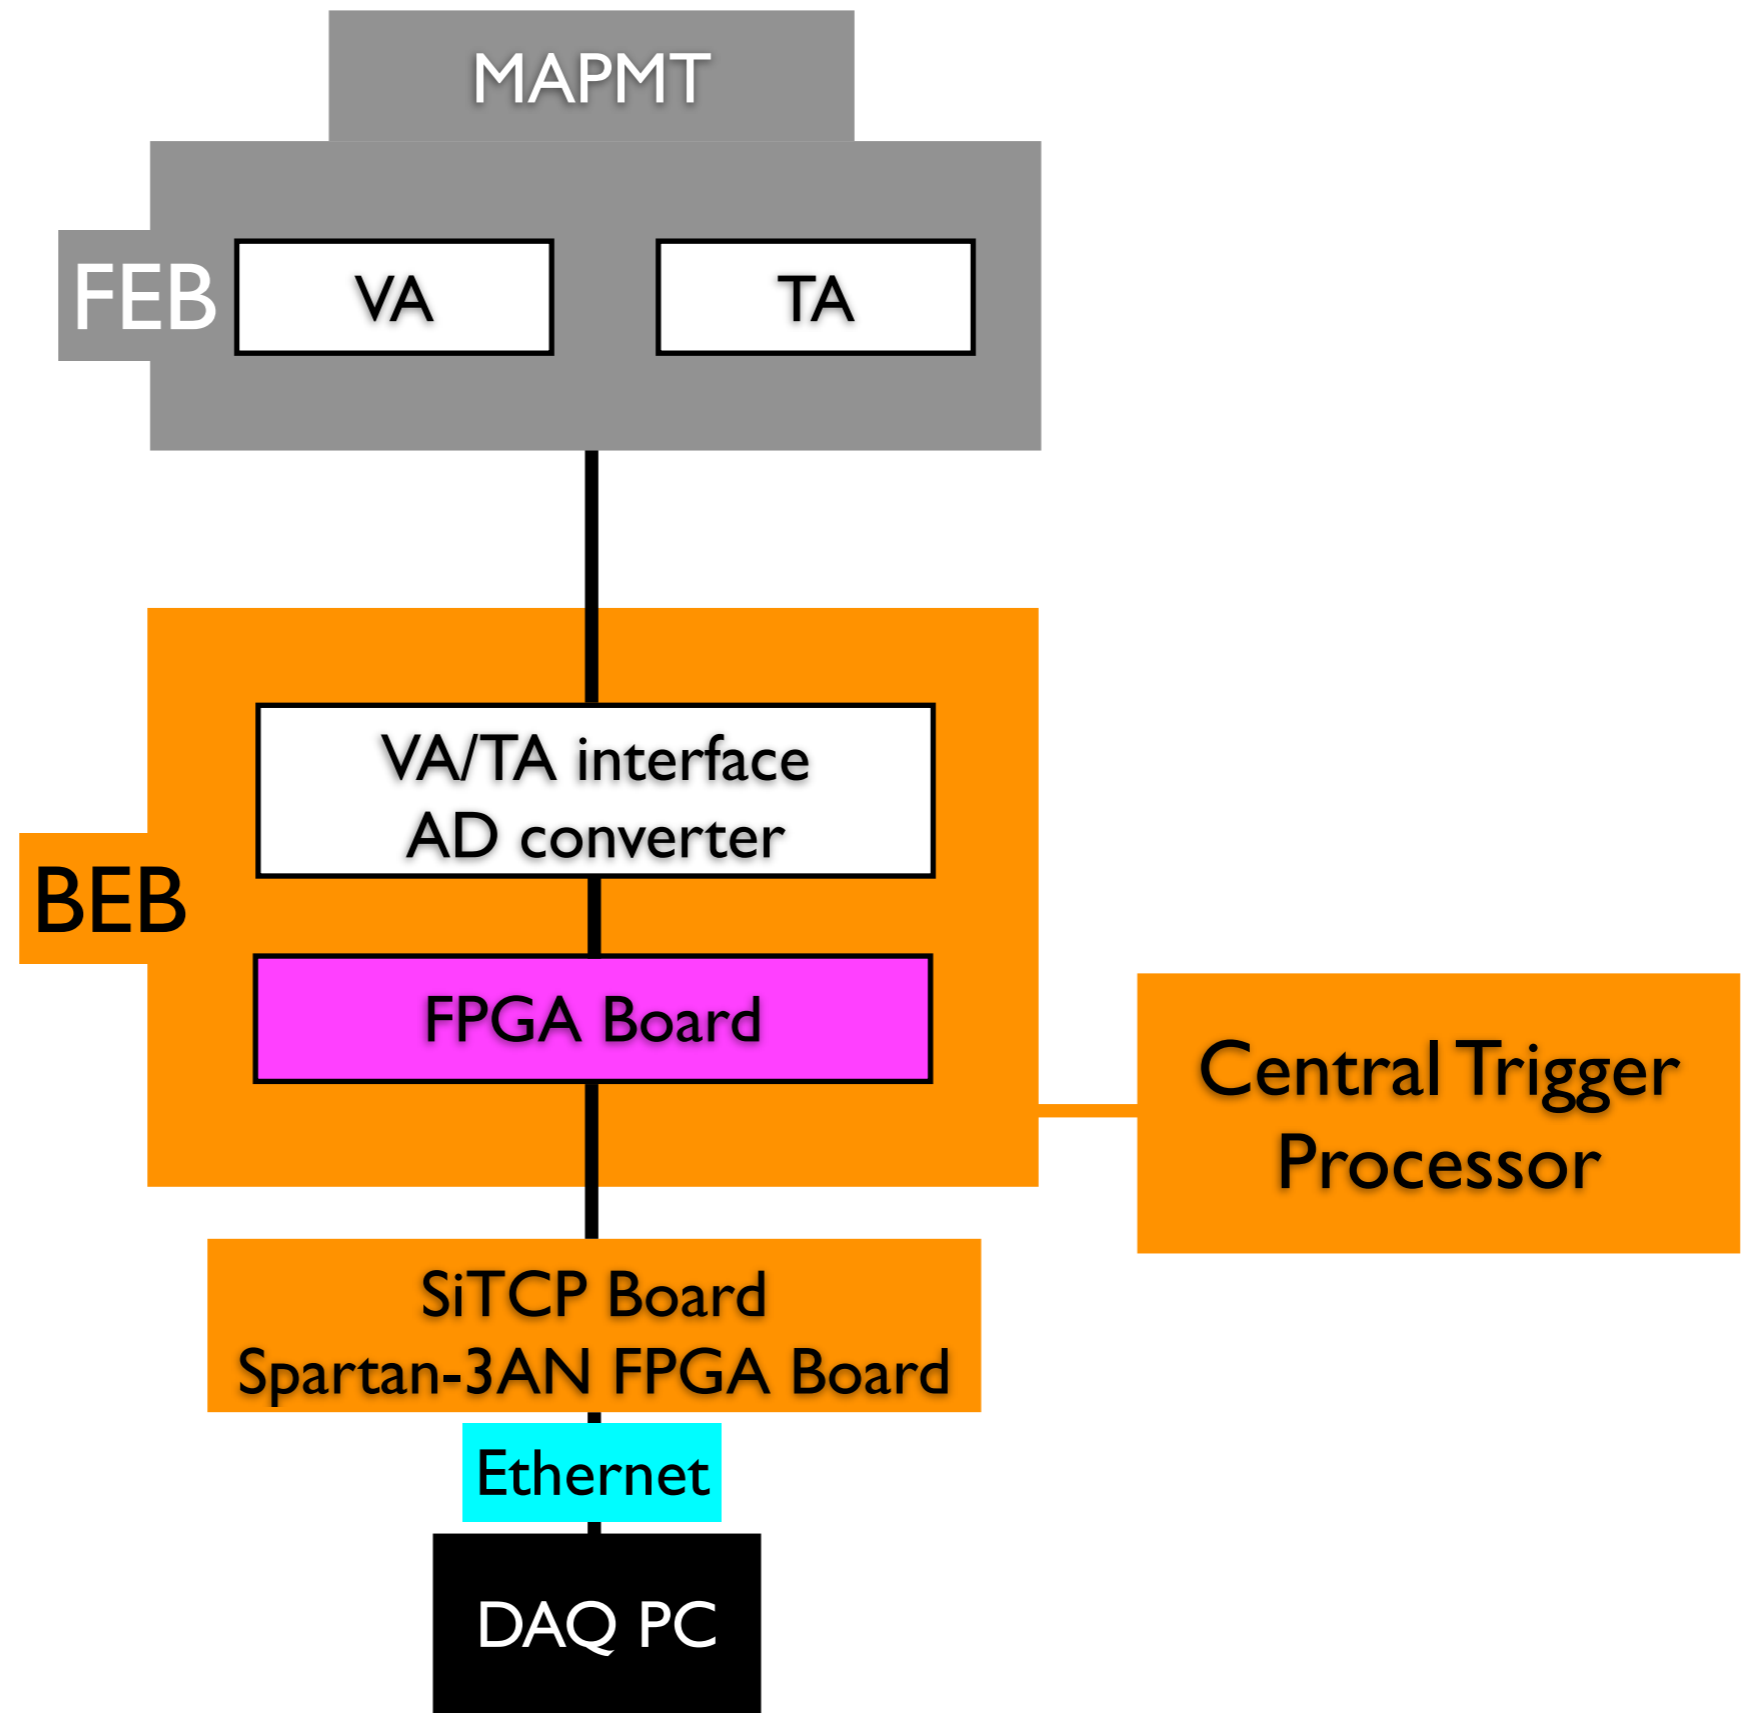 MAPMT
FEB
VA
TA
VA/TA interface
AD converter
BEB
FPGA Board
Central Trigger
Processor
SiTCP Board
Spartan-3AN FPGA Board
Ethernet
DAQ PC